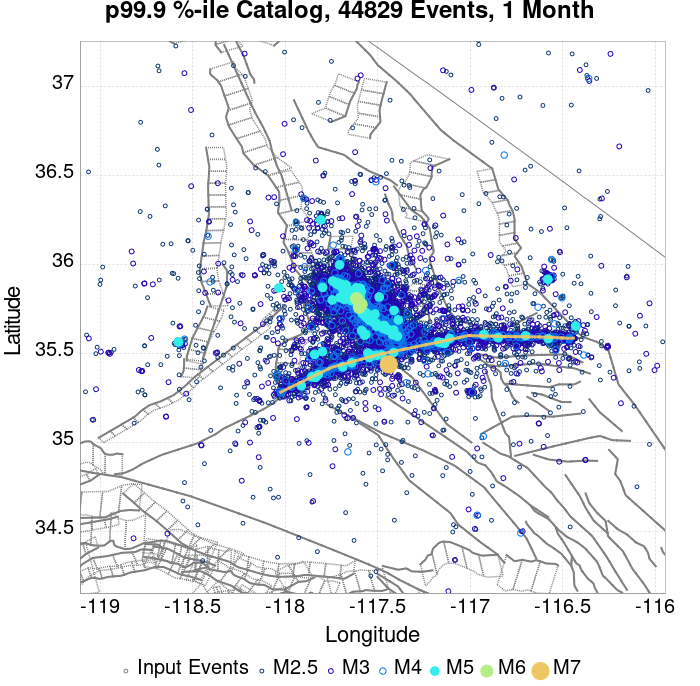 p99.9 %-ile Catalog, 44829 Events, 1 Month
37
36.5
36
35.5
35
34.5
Latitude
-119 -118.5 -118 -117.5 -117 -116.5 -116
Longitude
Input Events M2.5 M3 M4 M5 M6 M7